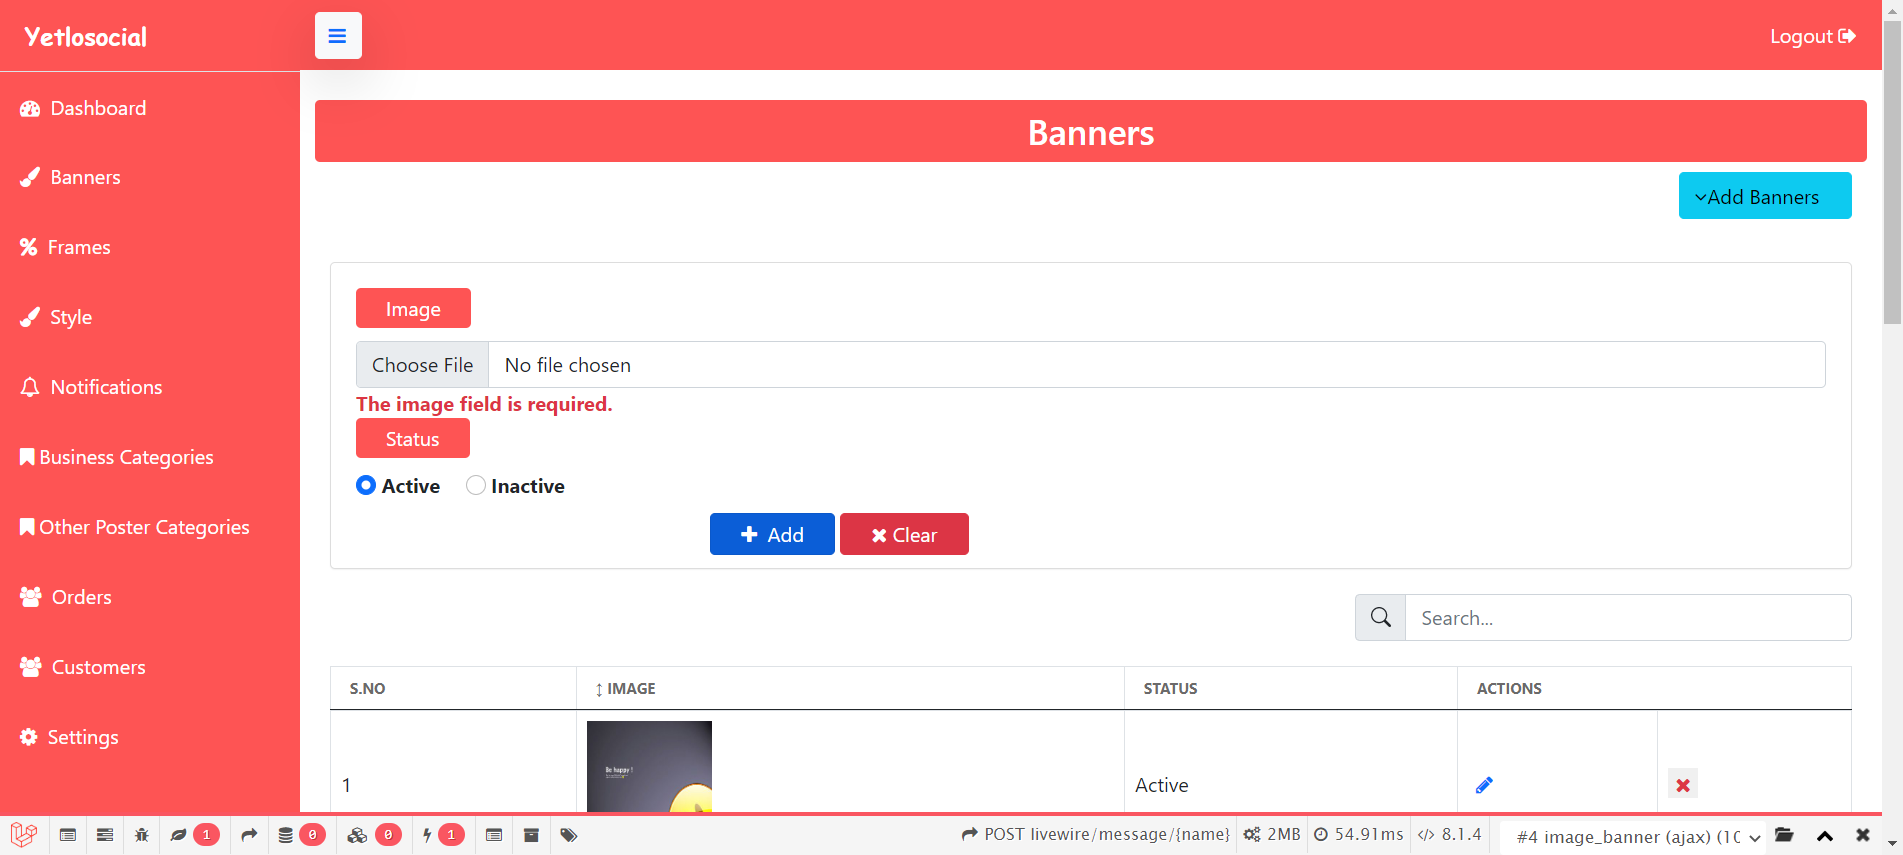 Yetlosocial
Logout
Dashboard
Banners
Frames
Style
Notifications
Business Categories
Other Poster Categories
Orders
Customers
Settings
Banners
Add Banners
Image
Choose File No file chosen
The image field is required.
Status
Active Inactive
Add Clear
Search...
S.NO IMAGE STATUS ACTIONS
Be happy !
1 Active
1 0 0 1 POST livewire/message/{name} 2MB 54.91ms 8.1.4 #4 image_banner (ajax) (10